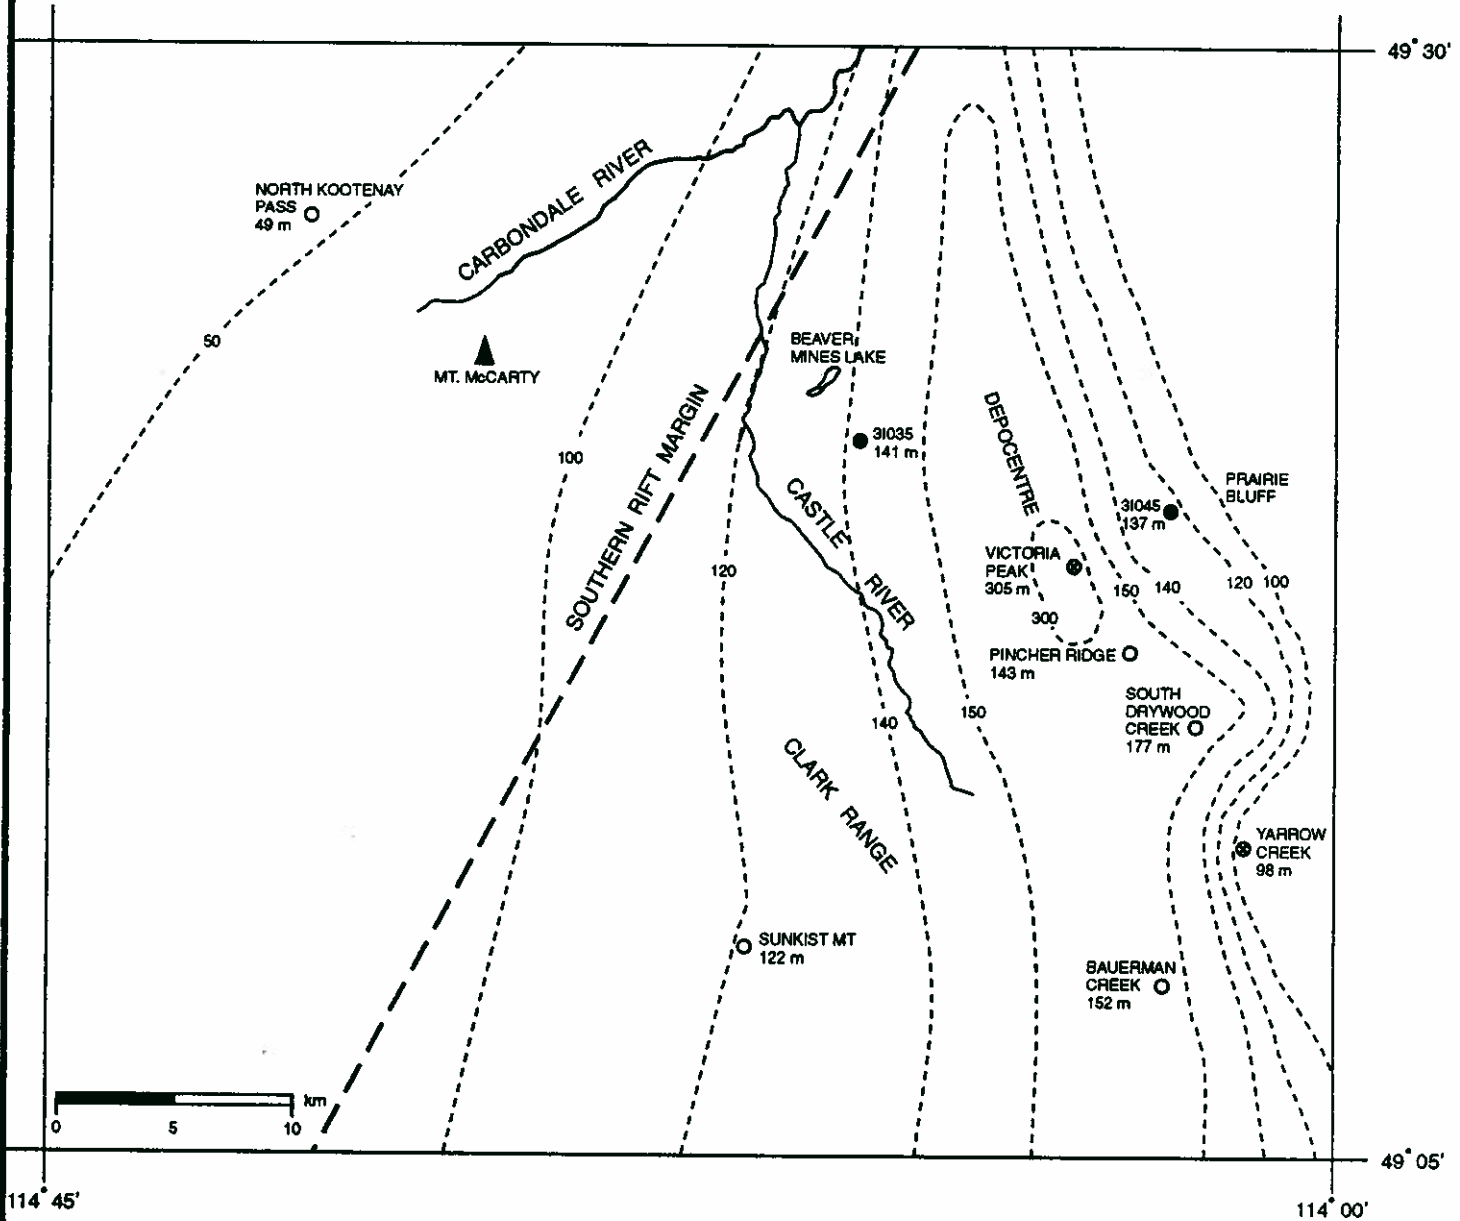 49° 30'
NORTH KOOTENAY
PASS
49 m
CARBONDALE RIVER
50
MT. McCARTY
BEAVER
MINES LAKE
SOUTHERN RIFT MARGIN
DEPOCENTRE
31035
141 m
100
CASTLE RIVER
PRAIRIE
BLUFF
31045
137 m
VICTORIA
PEAK
305 m
120
150
140
120
100
300
PINCHER RIDGE
143 m
SOUTH
DRYWOOD
CREEK
177 m
140
150
CLARK RANGE
YARROW
CREEK
98 m
SUNKIST MT
122 m
BAUERMAN
CREEK
152 m
km
0 5 10
49° 05'
114° 45'
114° 00'